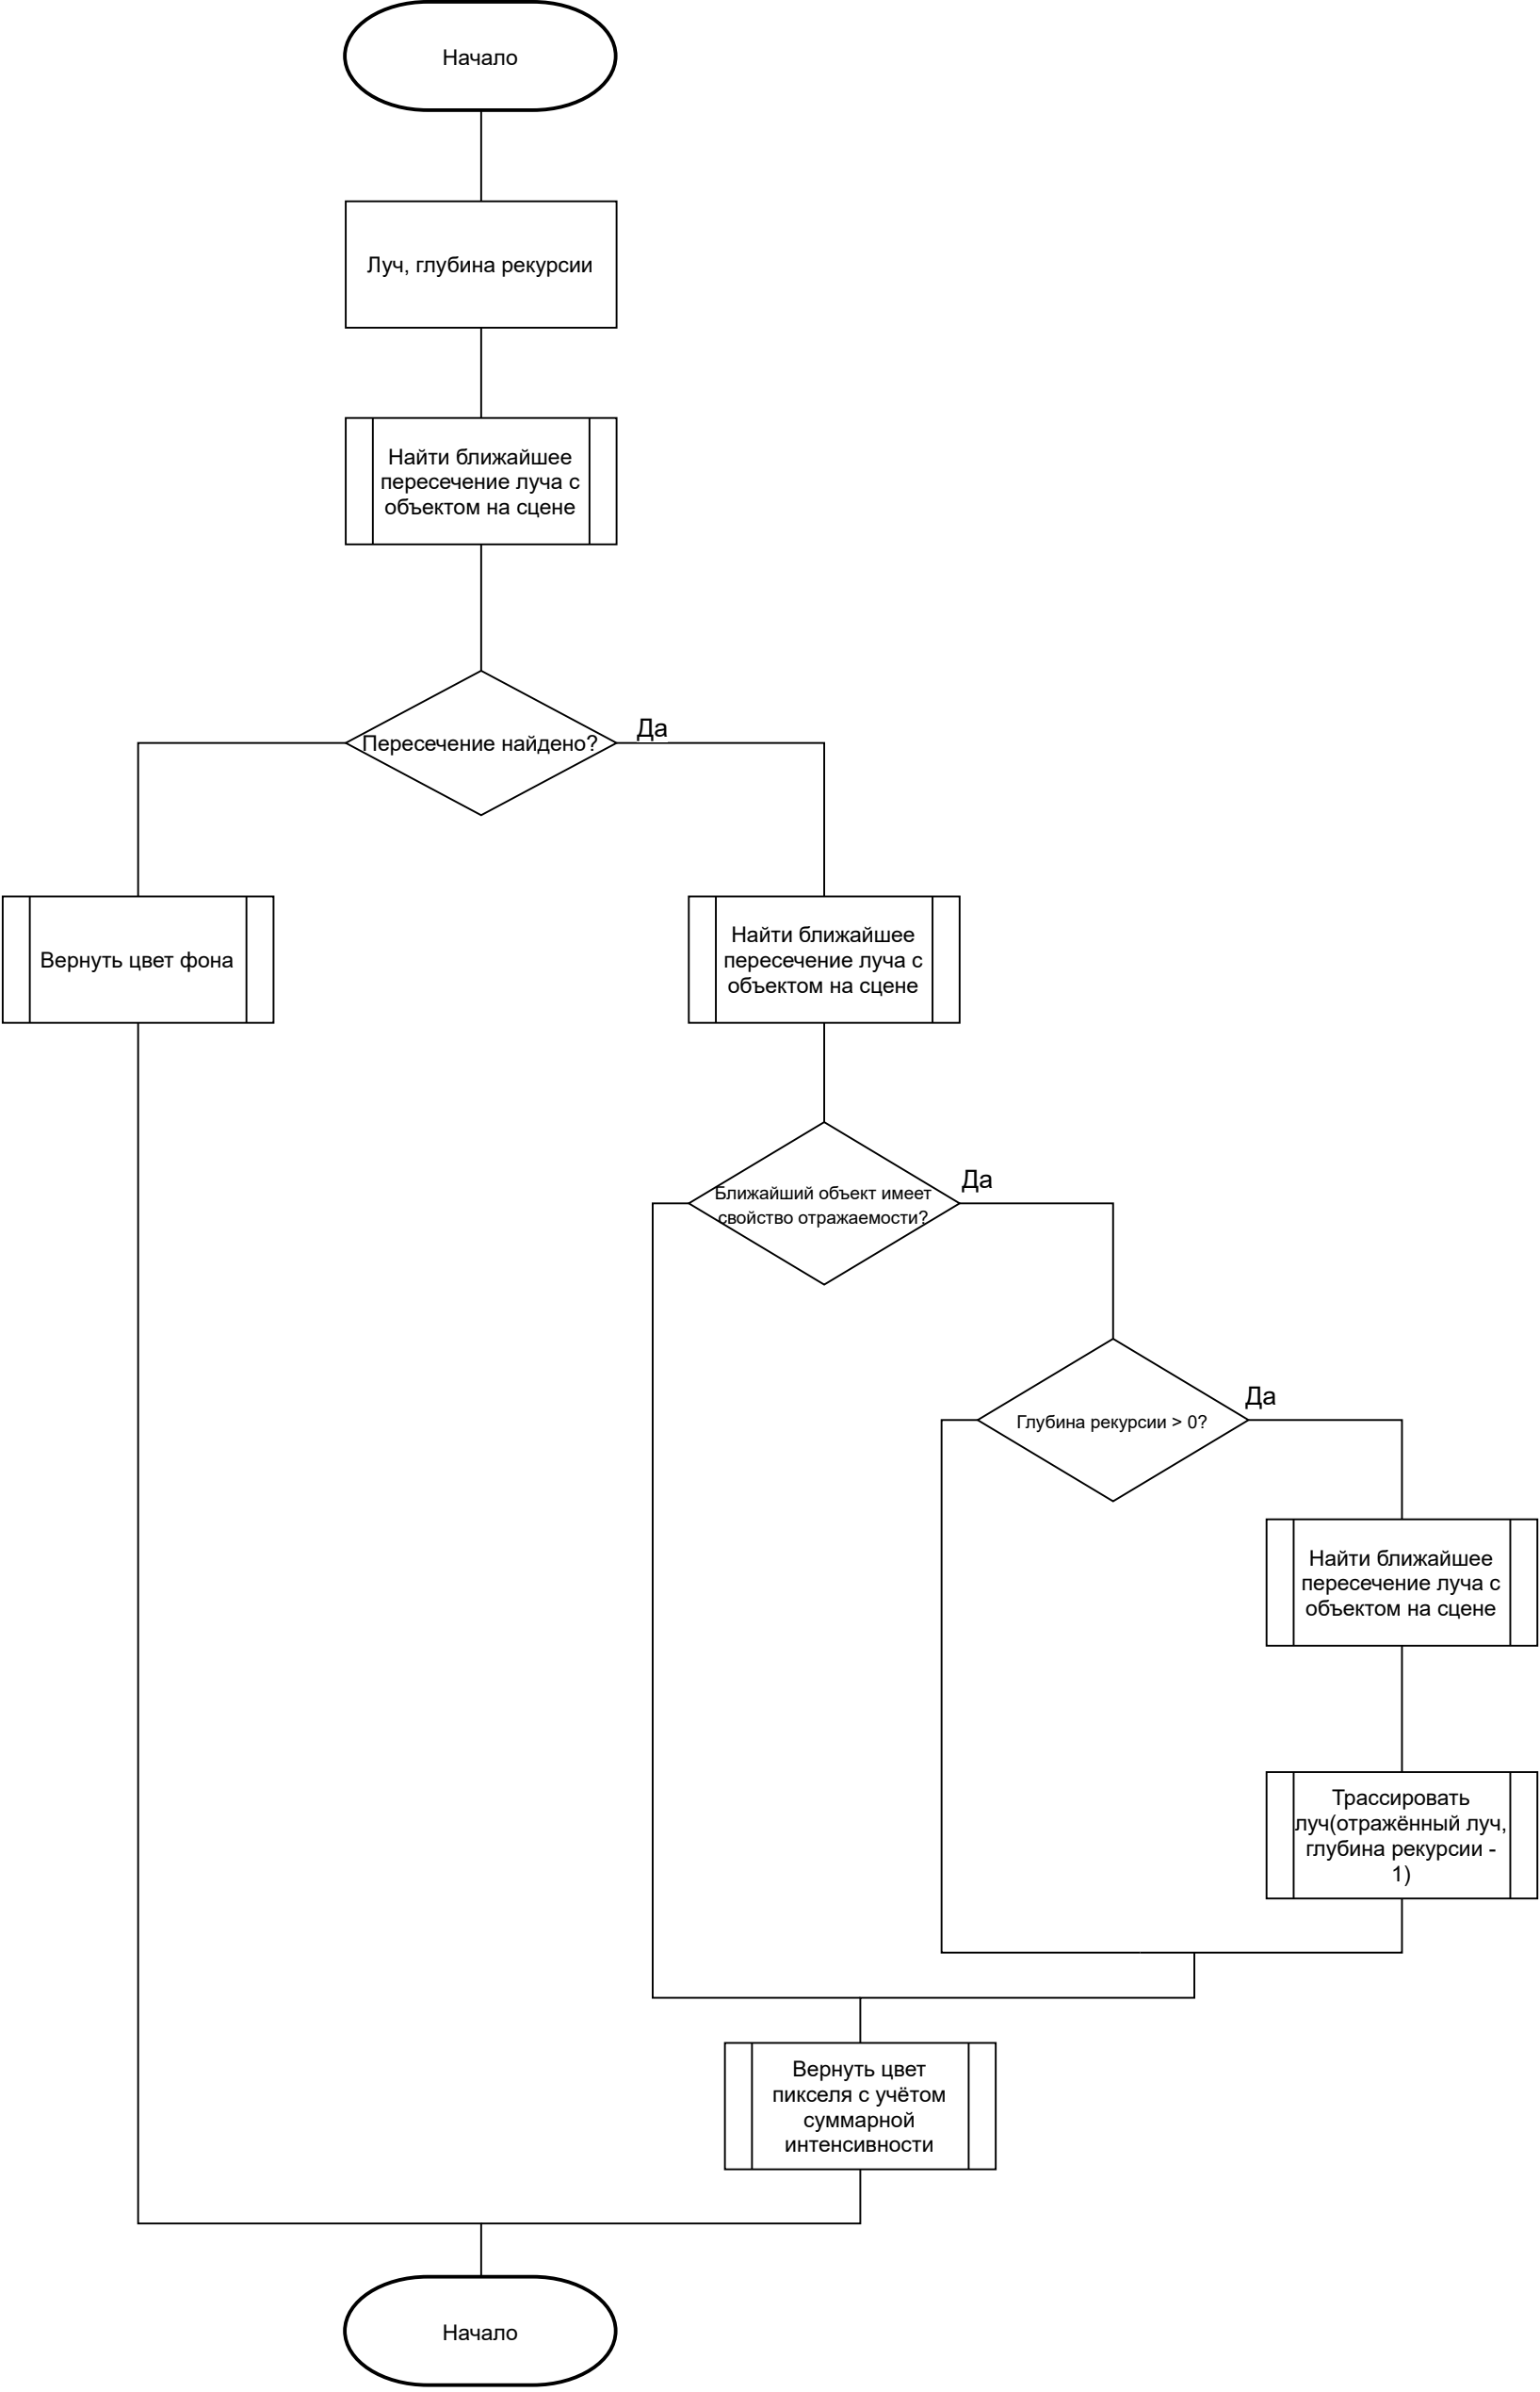 Начало
Луч, глубина рекурсии
Найти ближайшее
пересечение луча с
объектом на сцене
Пересечение найдено?
Да
Вернуть цвет фона
Найти ближайшее
пересечение луча с
объектом на сцене
Ближайший объект имеет
свойство отражаемости?
Да
Глубина рекурсии > 0?
Да
Найти ближайшее
пересечение луча с
объектом на сцене
Трассировать
луч(отражённый луч,
глубина рекурсии -
1)
Вернуть цвет
пикселя с учётом
суммарной
интенсивности
Начало